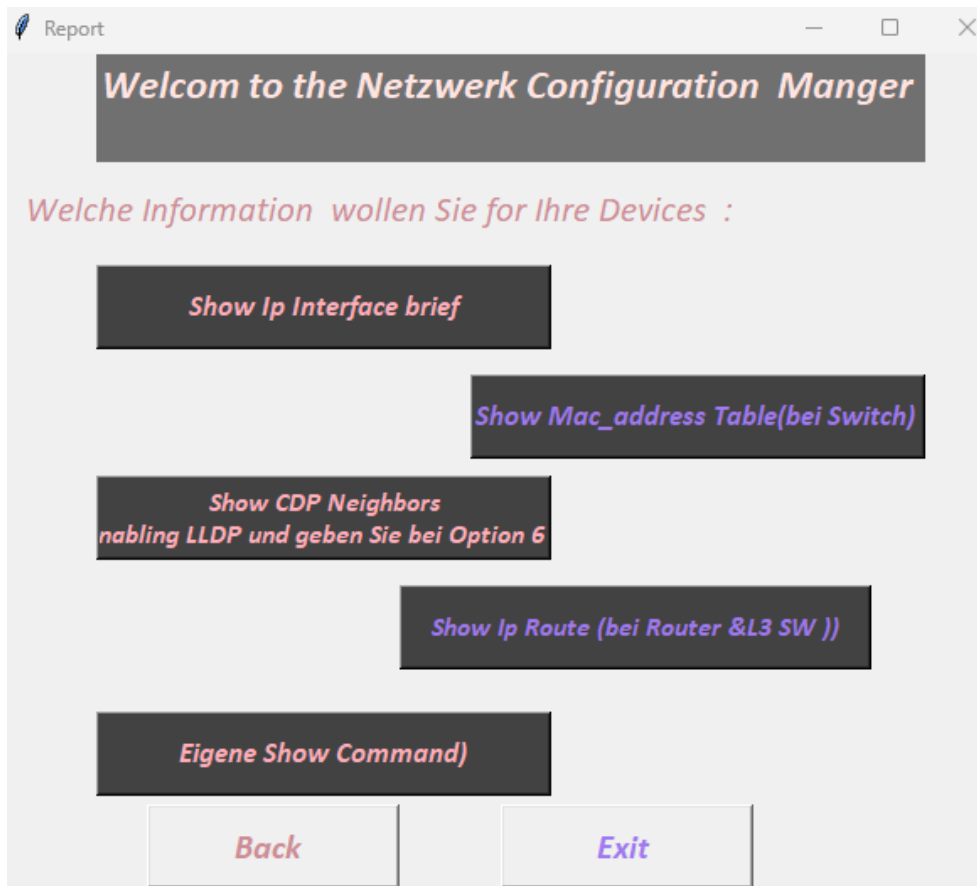 Report
Welcom to the Netzwerk Configuration  Manger
Welche Information  wollen Sie for Ihre Devices  :
Show Ip Interface brief
Show Mac_address Table(bei Switch)
Show CDP Neighbors
nabling LLDP und geben Sie bei Option 6
Show Ip Route (bei Router &L3 SW ))
Eigene Show Command)
Back
Exit